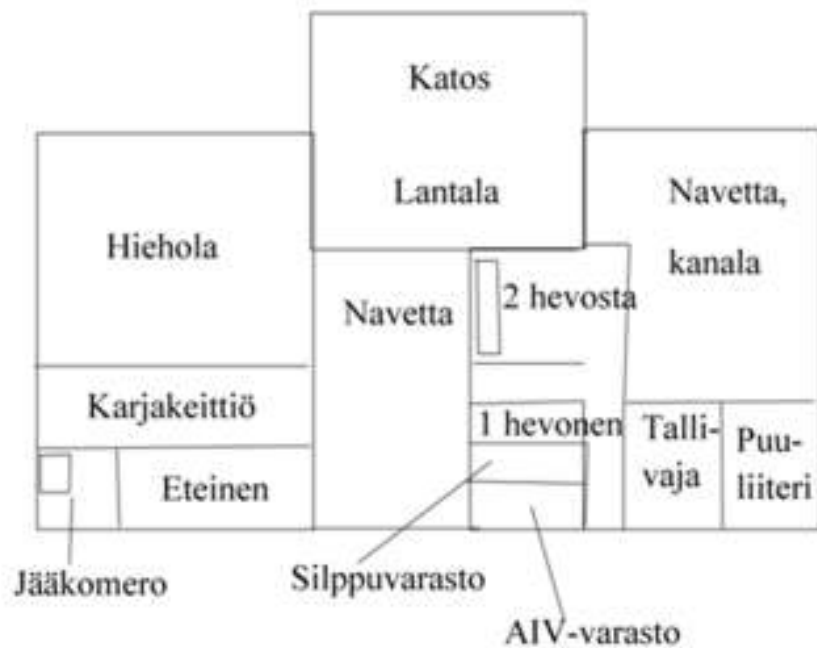 Katos
Lantala
Hiehola
Navetta,
kanala
Navetta
2 hevosta
Karjakeittiö
1 hevonen
Talli-
vaja
Puu-
liiteri
Eteinen
Jääkomero
Silppuvarasto
AIV-varasto